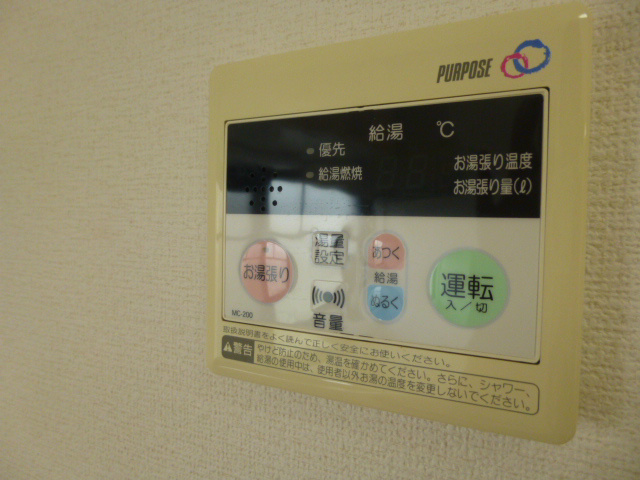 PURPOSE
給湯 ℃
優先
給湯燃焼
お湯張り温度
お湯張り量(ℓ)
お湯張り
湯量
設定
音量
あつく
給湯
ぬるく
運転
入／切
MC-200
取扱説明書をよく読んで正しく安全にお使いください。
警告
やけど防止のため、湯温を確かめてください。さらに、シャワー、
給湯の使用中は、使用者以外お湯の温度を変更しないでください。